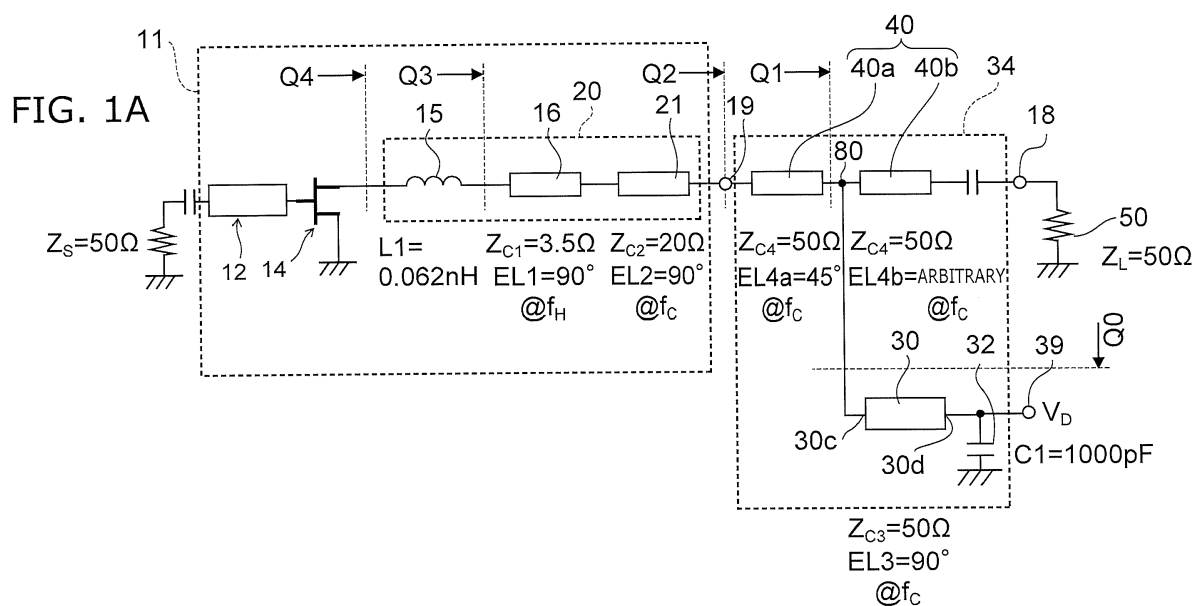 FIG. 1A
11
Q4
Q3
20
Q2
Q1
40
40a
40b
34
15
16
21
19
80
18
50
Z_S=50Ω
12
14
L1=
0.062nH
Z_C1=3.5Ω
EL1=90°
@f_H
Z_C2=20Ω
EL2=90°
@f_C
Z_C4=50Ω
EL4a=45°
@f_C
Z_C4=50Ω
EL4b=ARBITRARY
@f_C
Z_L=50Ω
Q0
30
32
39
V_D
30c
30d
C1=1000pF
Z_C3=50Ω
EL3=90°
@f_C